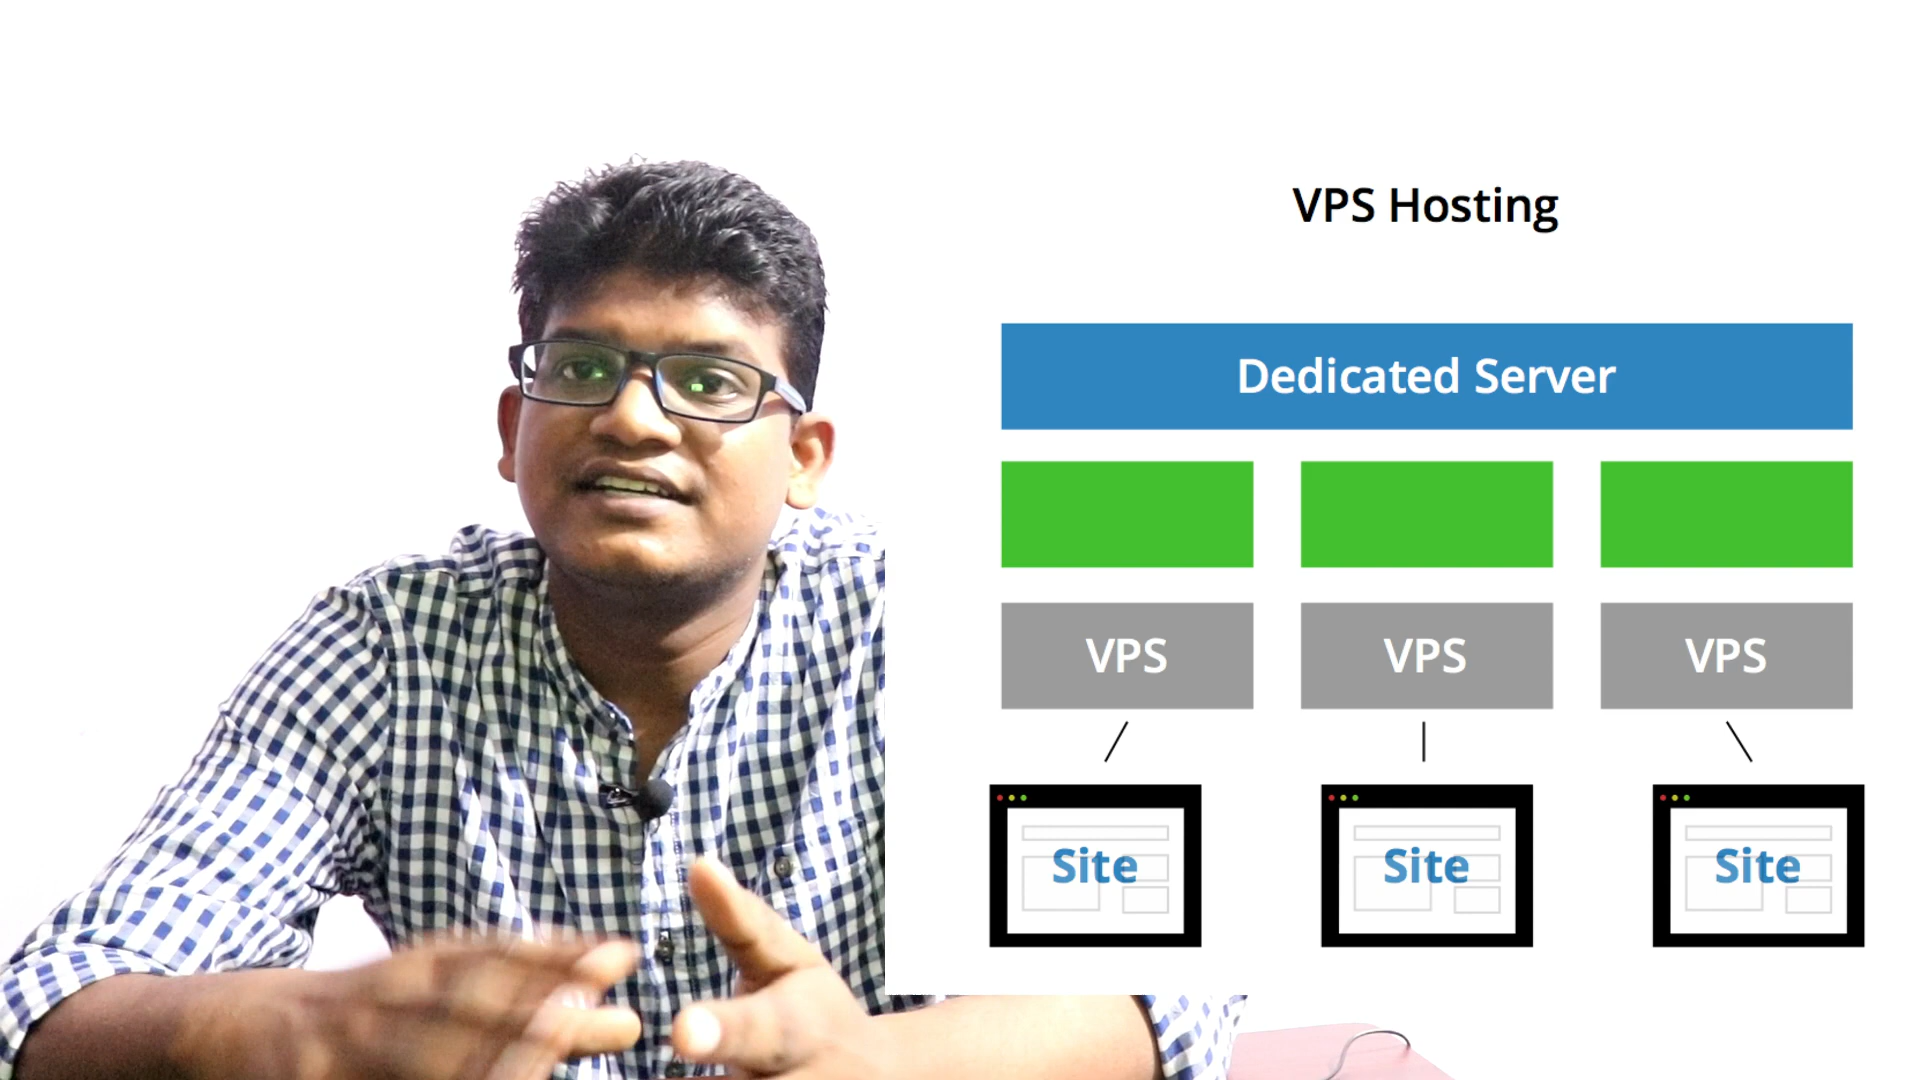 VPS Hosting
Dedicated Server
VPS VPS VPS
Site Site Site